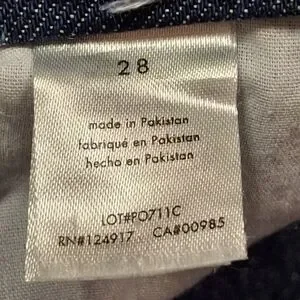 28
made in Pakistan
fabriqué en Pakistan
hecho en Pakistan
LOT#PO711C
RN#124917 CA#00985